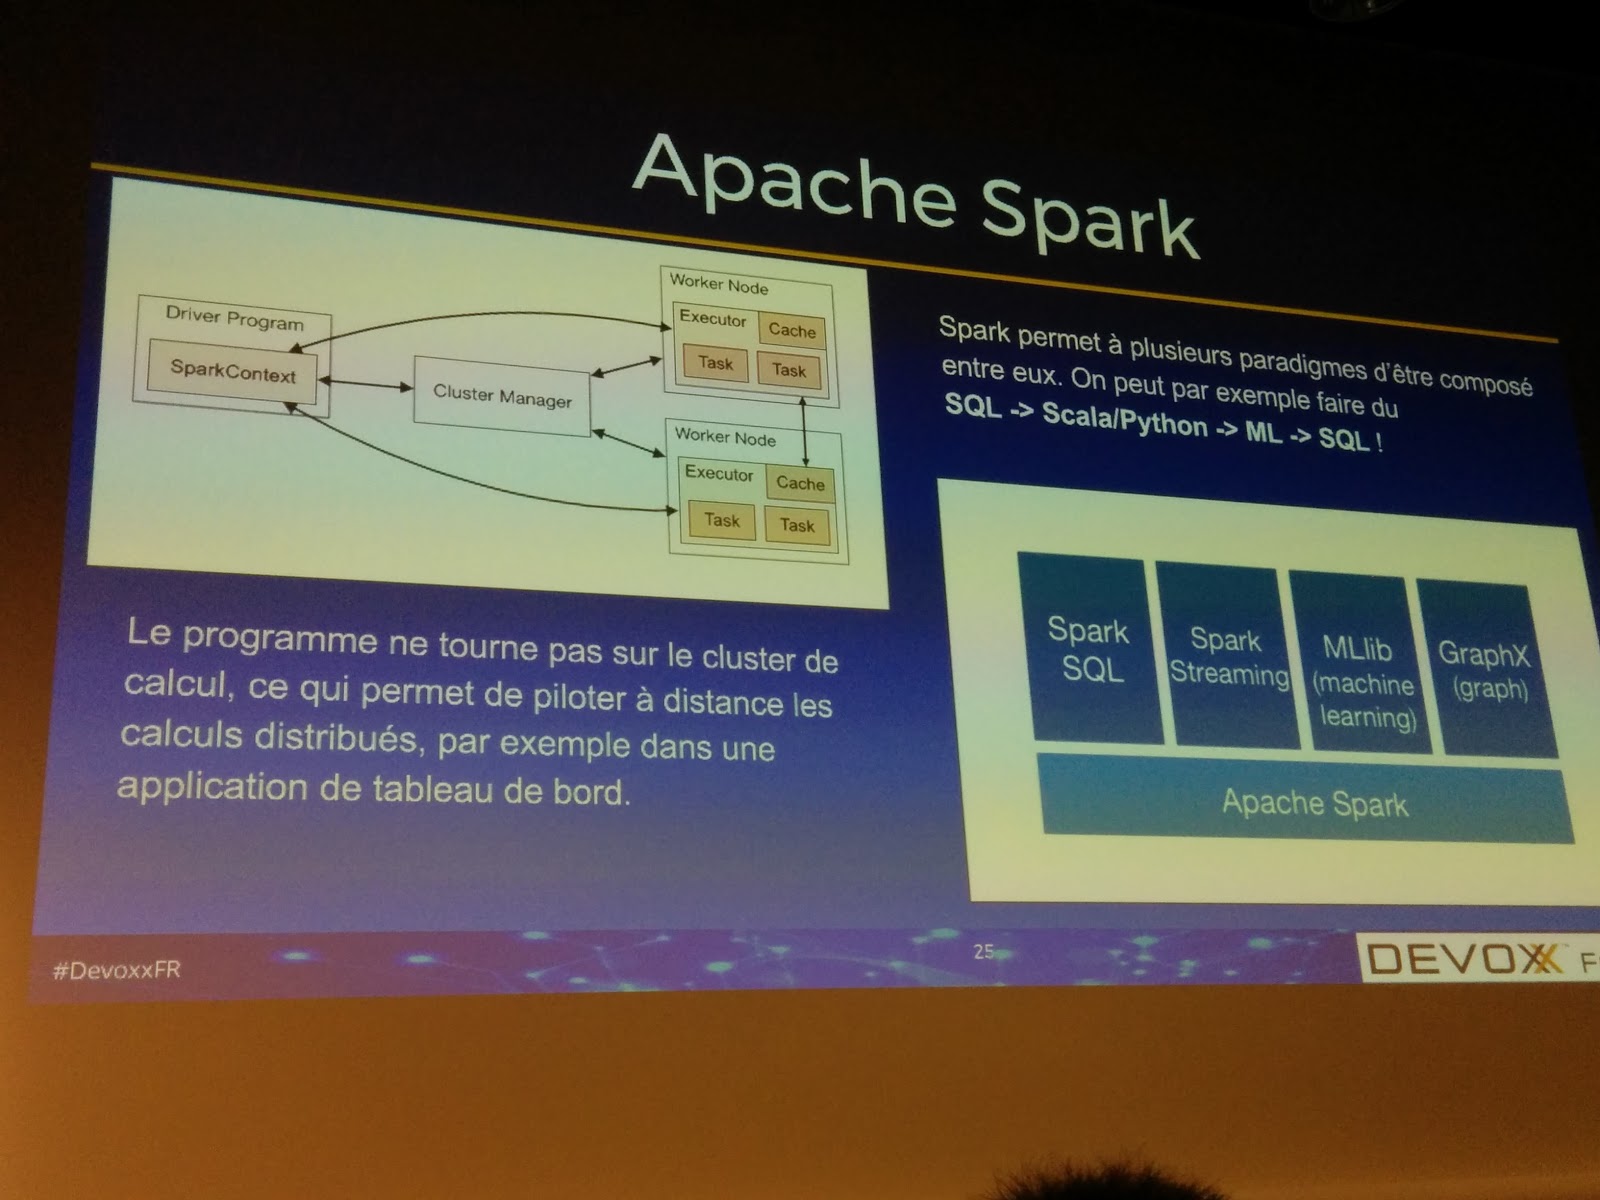 Apache Spark
Driver Program
SparkContext
Cluster Manager
Worker Node
Executor
Cache
Task
Task
Worker Node
Executor
Cache
Task
Task
Le programme ne tourne pas sur le cluster de
calcul, ce qui permet de piloter à distance les
calculs distribués, par exemple dans une
application de tableau de bord.
Spark permet à plusieurs paradigmes d'être composé
entre eux. On peut par exemple faire du
SQL -> Scala/Python -> ML -> SQL !
Spark
SQL
Spark
Streaming
MLlib
(machine
learning)
GraphX
(graph)
Apache Spark
#DevoxxFR
25
DEVOXX™